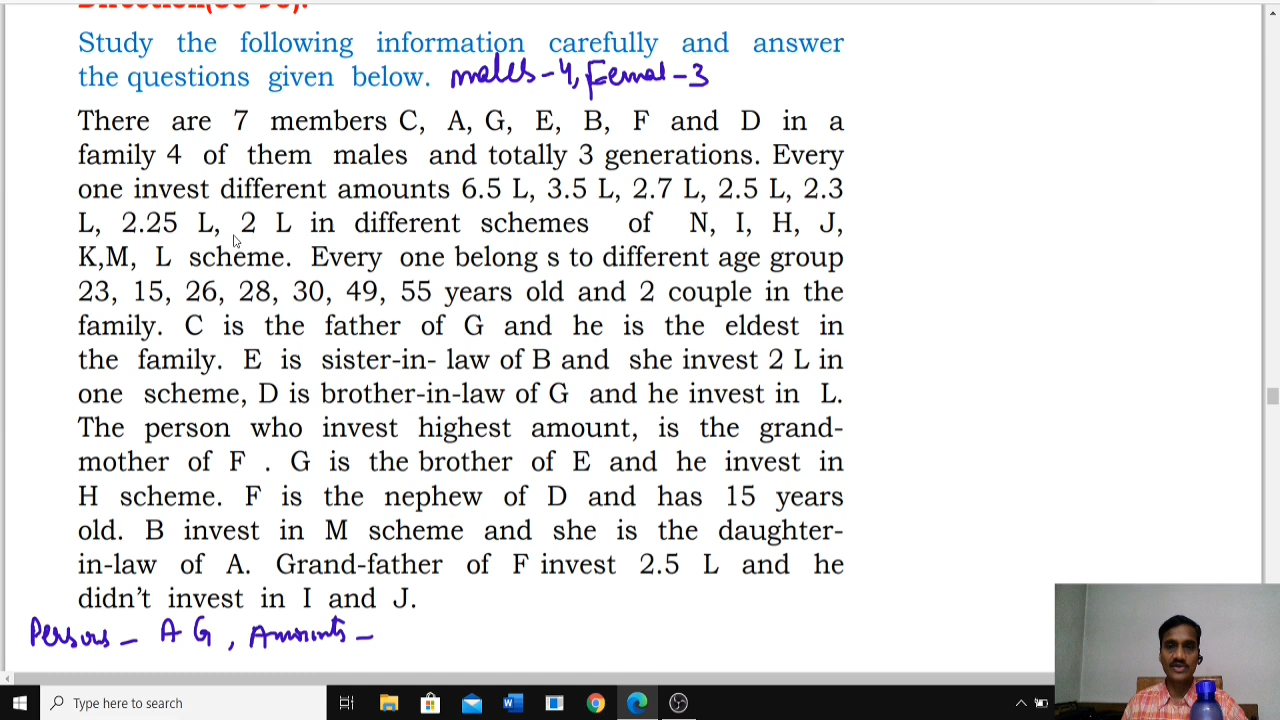 Study the following information carefully and answer
the questions given below. males-4, Femal-3
There are 7 members C, A, G, E, B, F and D in a
family 4 of them males and totally 3 generations. Every
one invest different amounts 6.5 L, 3.5 L, 2.7 L, 2.5 L, 2.3
L, 2.25 L, 2 L in different schemes of N, I, H, J,
K,M, L scheme. Every one belong s to different age group
23, 15, 26, 28, 30, 49, 55 years old and 2 couple in the
family. C is the father of G and he is the eldest in
the family. E is sister-in- law of B and she invest 2 L in
one scheme, D is brother-in-law of G and he invest in L.
The person who invest highest amount, is the grand-
mother of F . G is the brother of E and he invest in
H scheme. F is the nephew of D and has 15 years
old. B invest in M scheme and she is the daughter-
in-law of A. Grand-father of F invest 2.5 L and he
didn't invest in I and J.
Persons - A G , Amounts -
Type here to search